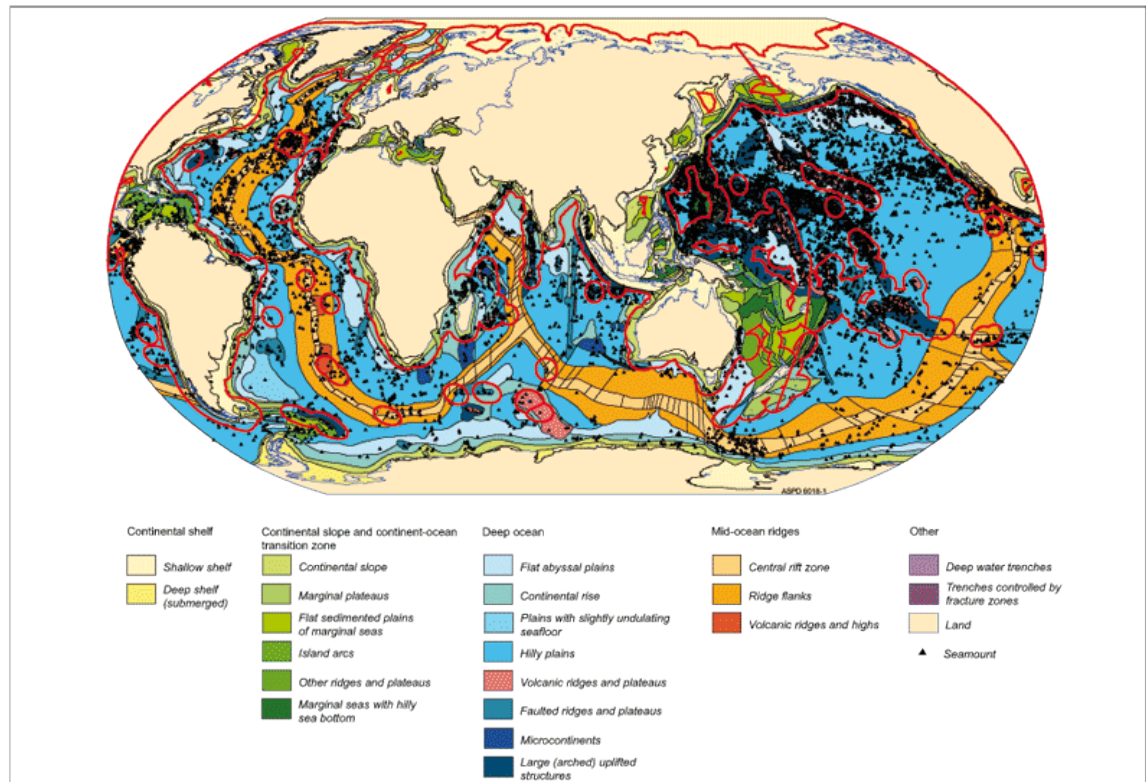 ASPD 6018-1
Continental shelf
Shallow shelf
Deep shelf
(submerged)
Continental slope and continent-ocean
transition zone
Continental slope
Marginal plateaus
Flat sedimented plains
of marginal seas
Island arcs
Other ridges and plateaus
Marginal seas with hilly
sea bottom
Deep ocean
Flat abyssal plains
Continental rise
Plains with slightly undulating
seafloor
Hilly plains
Volcanic ridges and plateaus
Faulted ridges and plateaus
Microcontinents
Large (arched) uplifted
structures
Mid-ocean ridges
Central rift zone
Ridge flanks
Volcanic ridges and highs
Other
Deep water trenches
Trenches controlled by
fracture zones
Land
Seamount